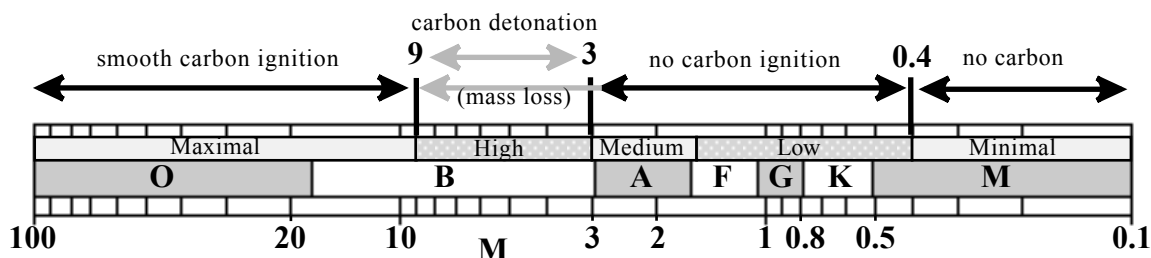 carbon detonation
smooth carbon ignition 9 3 no carbon ignition 0.4 no carbon
(mass loss)
Maximal High Medium Low Minimal
O B A F G K M
100 20 10 3 2 1 0.8 0.5 0.1
M